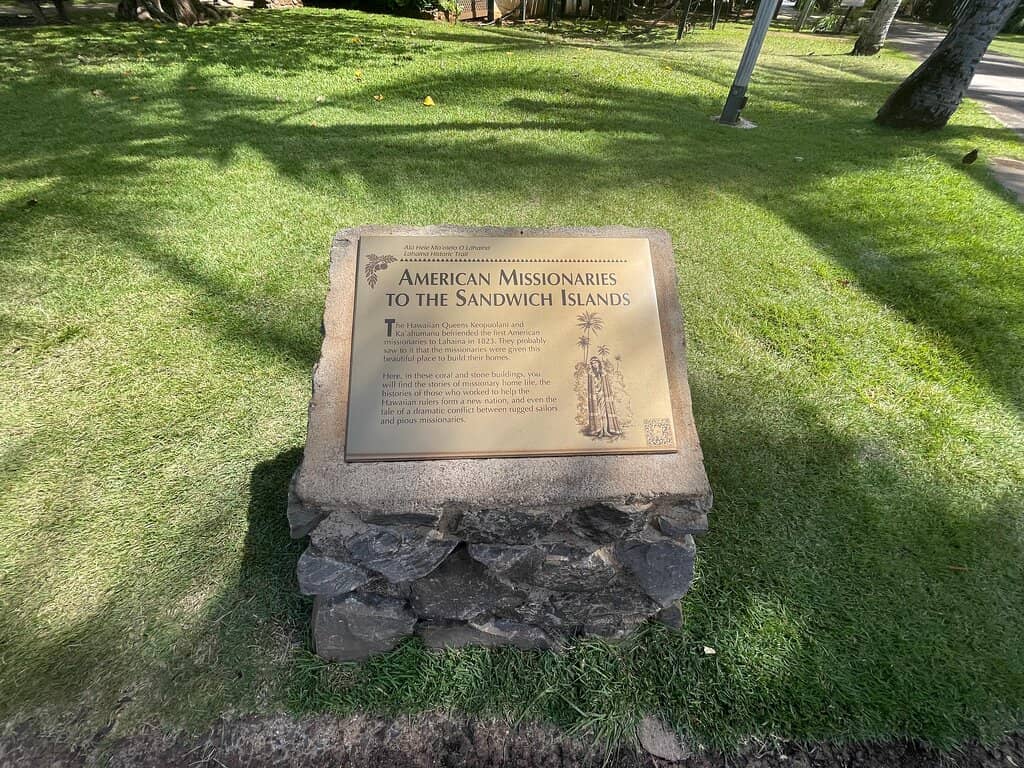 Ala Hele Mo'olelo O Lahaina
Lahaina Historic Trail
AMERICAN MISSIONARIES
TO THE SANDWICH ISLANDS
The Hawaiian Queens Keopuolani and
Ka'ahumanu befriended the first American
missionaries to Lahaina in 1823. They probably
saw to it that the missionaries were given this
beautiful place to build their homes.
Here, in these coral and stone buildings, you
will find the stories of missionary home life, the
histories of those who worked to help the
Hawaiian rulers form a new nation, and even the
tale of a dramatic conflict between rugged sailors
and pious missionaries.